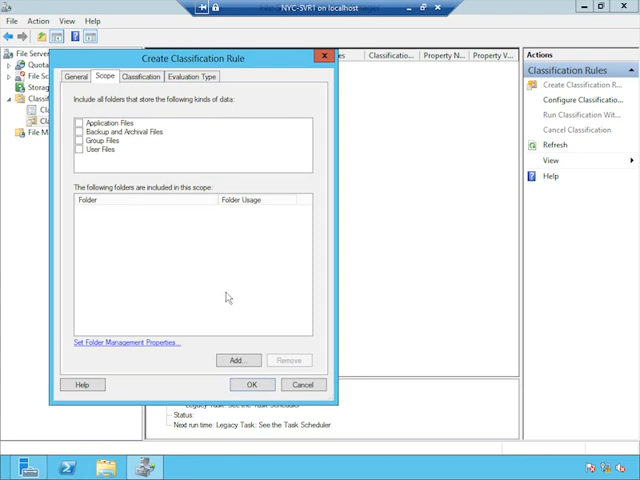 NYC-SVR1 on localhost
File Action View Help
File Server
Quota
File Sc
Storag
Classif
Cla
Cla
File M
Create Classification Rule
General Scope Classification Evaluation Type
Include all folders that store the following kinds of data:
Application Files
Backup and Archival Files
Group Files
User Files
The following folders are included in this scope:
Folder Folder Usage
Set Folder Management Properties...
Add... Remove
Help OK Cancel
es Classificatio... Property N... Property V...
Legacy Task: See the Task Scheduler
Status:
Next run time: Legacy Task: See the Task Scheduler
Actions
Classification Rules
Create Classification R...
Configure Classificatio...
Run Classification Wit...
Cancel Classification
Refresh
View
Help